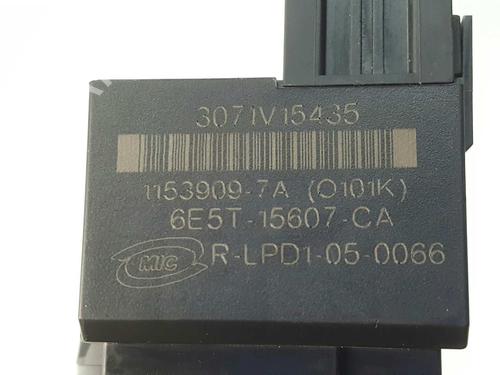 3071V15435
1153909-7A (O101K)
6E5T-15607-CA
MIC R-LPD1-05-0066